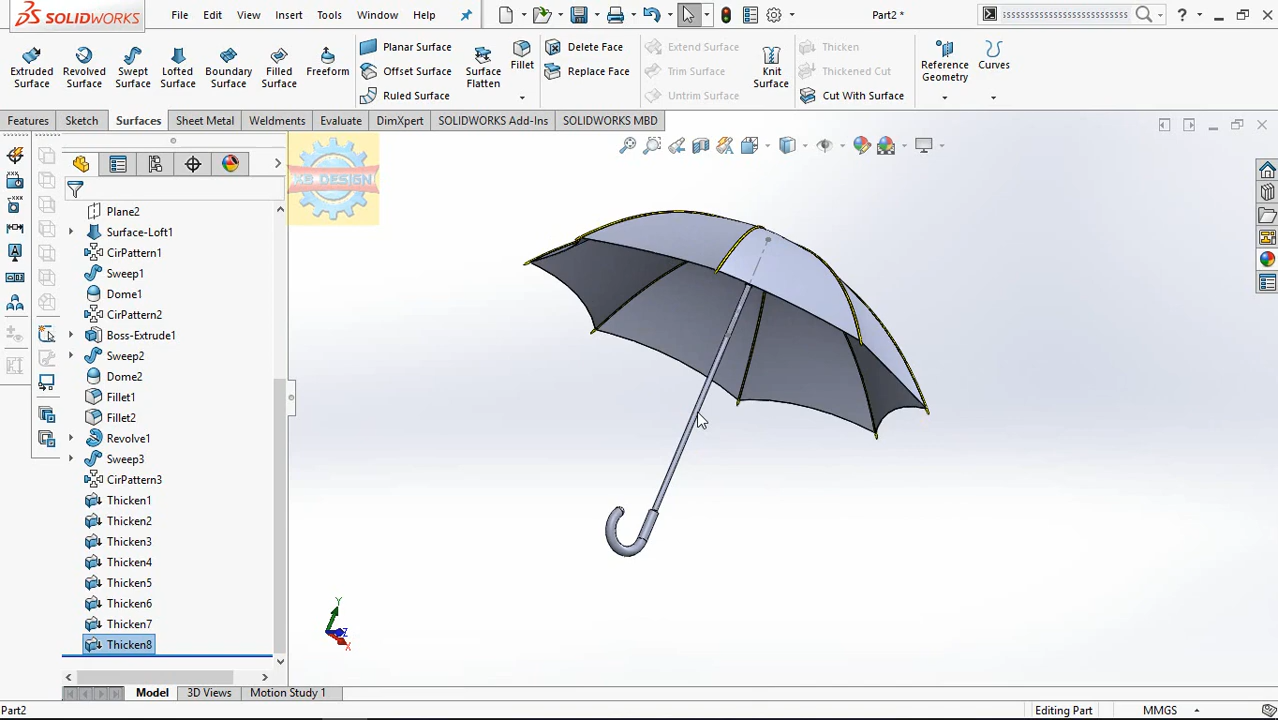 SOLIDWORKS File Edit View Insert Tools Window Help Part2 *
Extruded Surface
Revolved Surface
Swept Surface
Lofted Surface
Boundary Surface
Filled Surface
Freeform
Planar Surface
Offset Surface
Ruled Surface
Surface Flatten
Fillet
Delete Face
Replace Face
Extend Surface
Trim Surface
Untrim Surface
Knit Surface
Thicken
Thickened Cut
Cut With Surface
Reference Geometry
Curves
Features Sketch Surfaces Sheet Metal Weldments Evaluate DimXpert SOLIDWORKS Add-Ins SOLIDWORKS MBD
KB DESIGN
Plane2
Surface-Loft1
CirPattern1
Sweep1
Dome1
CirPattern2
Boss-Extrude1
Sweep2
Dome2
Fillet1
Fillet2
Revolve1
Sweep3
CirPattern3
Thicken1
Thicken2
Thicken3
Thicken4
Thicken5
Thicken6
Thicken7
Thicken8
Y
Z
X
Model 3D Views Motion Study 1
Part2 Editing Part MMGS